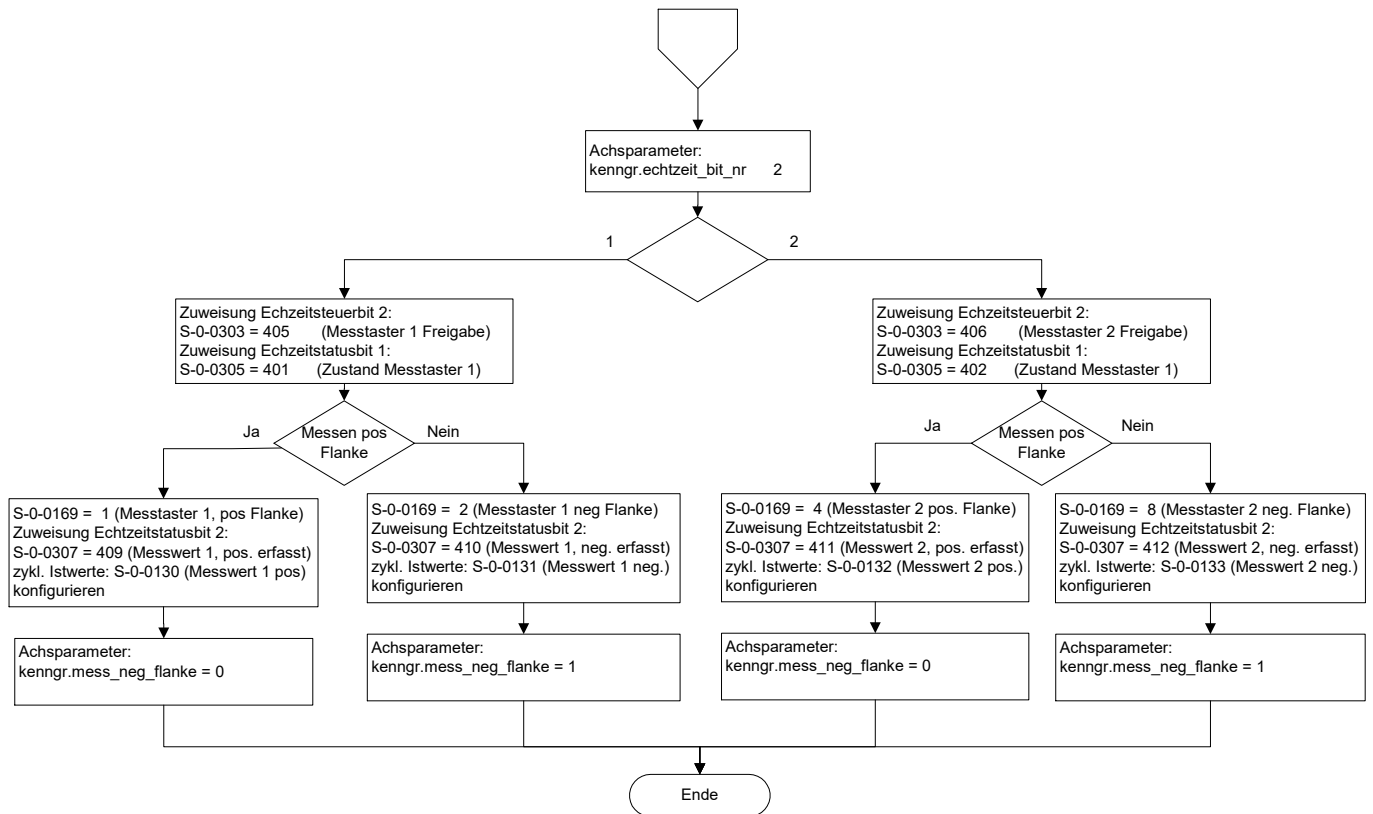 Achsparameter:
kenngr.echtzeit_bit_nr 2
1
2
Zuweisung Echzeitsteuerbit 2:
S-0-0303 = 405 (Messtaster 1 Freigabe)
Zuweisung Echzeitstatusbit 1:
S-0-0305 = 401 (Zustand Messtaster 1)
Zuweisung Echzeitsteuerbit 2:
S-0-0303 = 406 (Messtaster 2 Freigabe)
Zuweisung Echzeitstatusbit 1:
S-0-0305 = 402 (Zustand Messtaster 1)
Ja
Messen pos
Flanke
Nein
Ja
Messen pos
Flanke
Nein
S-0-0169 = 1 (Messtaster 1, pos Flanke)
Zuweisung Echtzeitstatusbit 2:
S-0-0307 = 409 (Messwert 1, pos. erfasst)
zykl. Istwerte: S-0-0130 (Messwert 1 pos)
konfigurieren
S-0-0169 = 2 (Messtaster 1 neg Flanke)
Zuweisung Echtzeitstatusbit 2:
S-0-0307 = 410 (Messwert 1, neg. erfasst)
zykl. Istwerte: S-0-0131 (Messwert 1 neg.)
konfigurieren
S-0-0169 = 4 (Messtaster 2 pos. Flanke)
Zuweisung Echtzeitstatusbit 2:
S-0-0307 = 411 (Messwert 2, pos. erfasst)
zykl. Istwerte: S-0-0132 (Messwert 2 pos.)
konfigurieren
S-0-0169 = 8 (Messtaster 2 neg. Flanke)
Zuweisung Echtzeitstatusbit 2:
S-0-0307 = 412 (Messwert 2, neg. erfasst)
zykl. Istwerte: S-0-0133 (Messwert 2 neg.)
konfigurieren
Achsparameter:
kenngr.mess_neg_flanke = 0
Achsparameter:
kenngr.mess_neg_flanke = 1
Achsparameter:
kenngr.mess_neg_flanke = 0
Achsparameter:
kenngr.mess_neg_flanke = 1
Ende